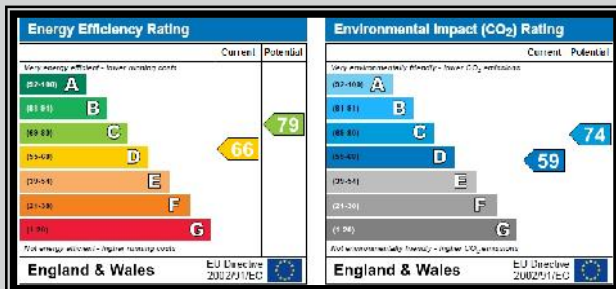 Energy Efficiency Rating
Current Potential
Very energy efficient - lower running costs
(92-100) A
(81-91) B
(69-80) C
(55-68) D
(39-54) E
(21-38) F
(1-20) G
66
79
Not energy efficient - higher running costs
England & Wales
EU Directive
2002/91/EC
Environmental Impact (CO₂) Rating
Current Potential
Very environmentally friendly - lower CO₂ emissions
(92-100) A
(81-91) B
(69-80) C
(55-68) D
(39-54) E
(21-38) F
(1-20) G
59
74
Not environmentally friendly - higher CO₂ emissions
England & Wales
EU Directive
2002/91/EC